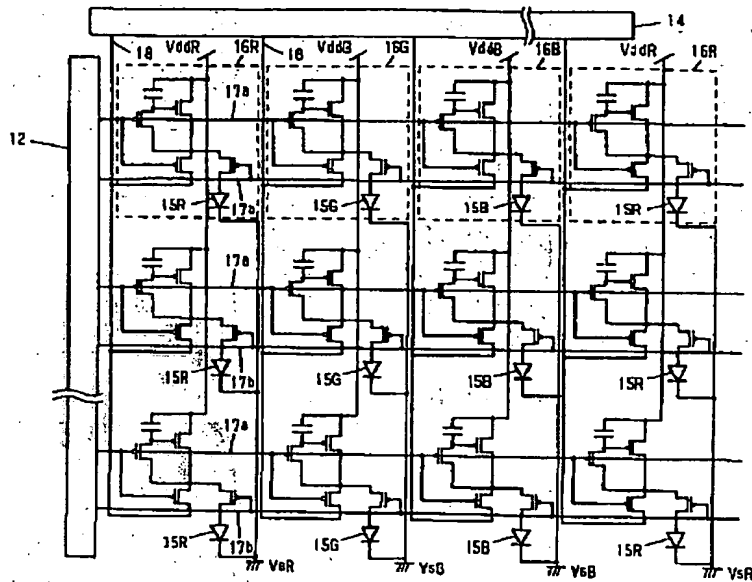 14
18 VddR 16R 18 VddG 16G VddB 16B VddR 16R
12
17a
15R 17b 15G 15B 15R
17a
15R 17b 15G 15B 15R
17a
15R 17b 15G 15B 15R
VsR VsG VsB VsR